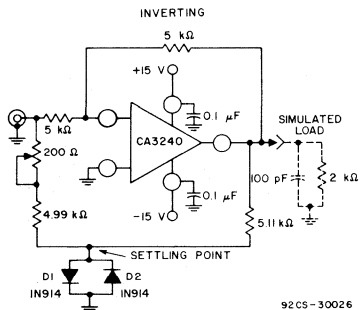 INVERTING
5 kΩ
+15 V
5 kΩ
0.1 µF
SIMULATED
LOAD
CA3240
200 Ω
100 pF
2 kΩ
0.1 µF
4.99 kΩ
-15 V
5.11 kΩ
SETTLING POINT
D1
D2
1N914
1N914
92CS-30026